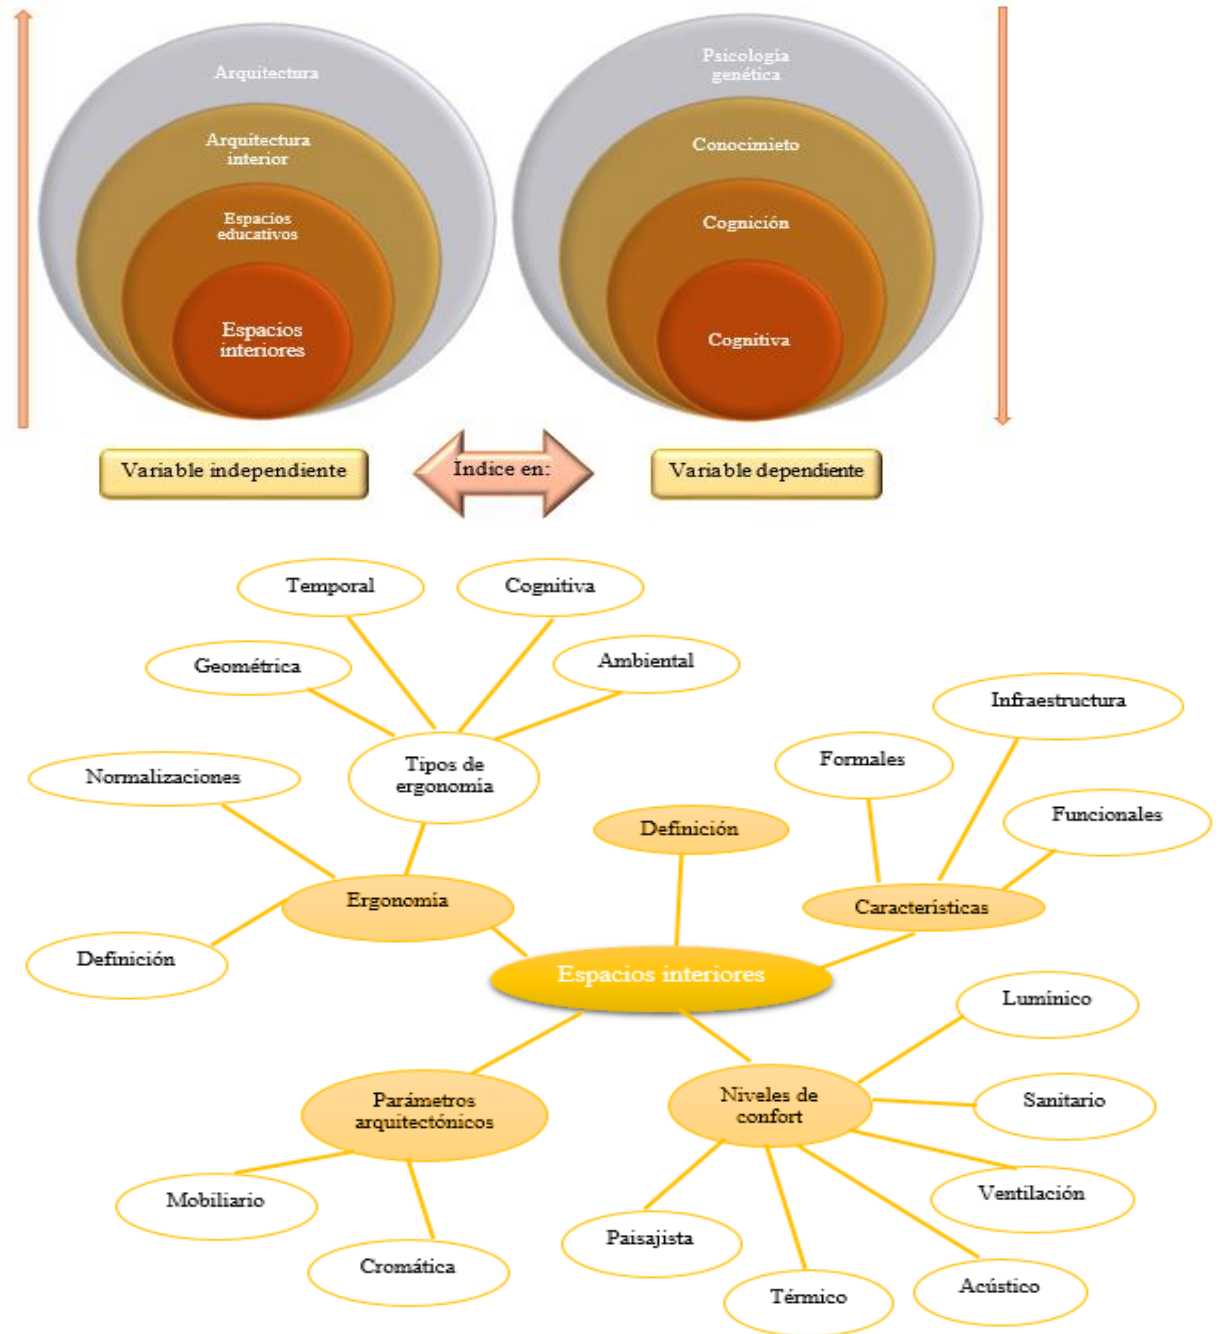 Arquitectura
Arquitectura
interior
Espacios
educativos
Espacios
interiores
Psicología
genética
Conocimieto
Cognición
Cognitiva
Variable independiente
Índice en:
Variable dependiente
Temporal
Cognitiva
Geométrica
Ambiental
Tipos de
ergonomía
Normalizaciones
Ergonomía
Definición
Definición
Infraestructura
Formales
Funcionales
Características
Espacios interiores
Parámetros
arquitectónicos
Mobiliario
Cromática
Niveles de
confort
Lumínico
Sanitario
Ventilación
Acústico
Térmico
Paisajista